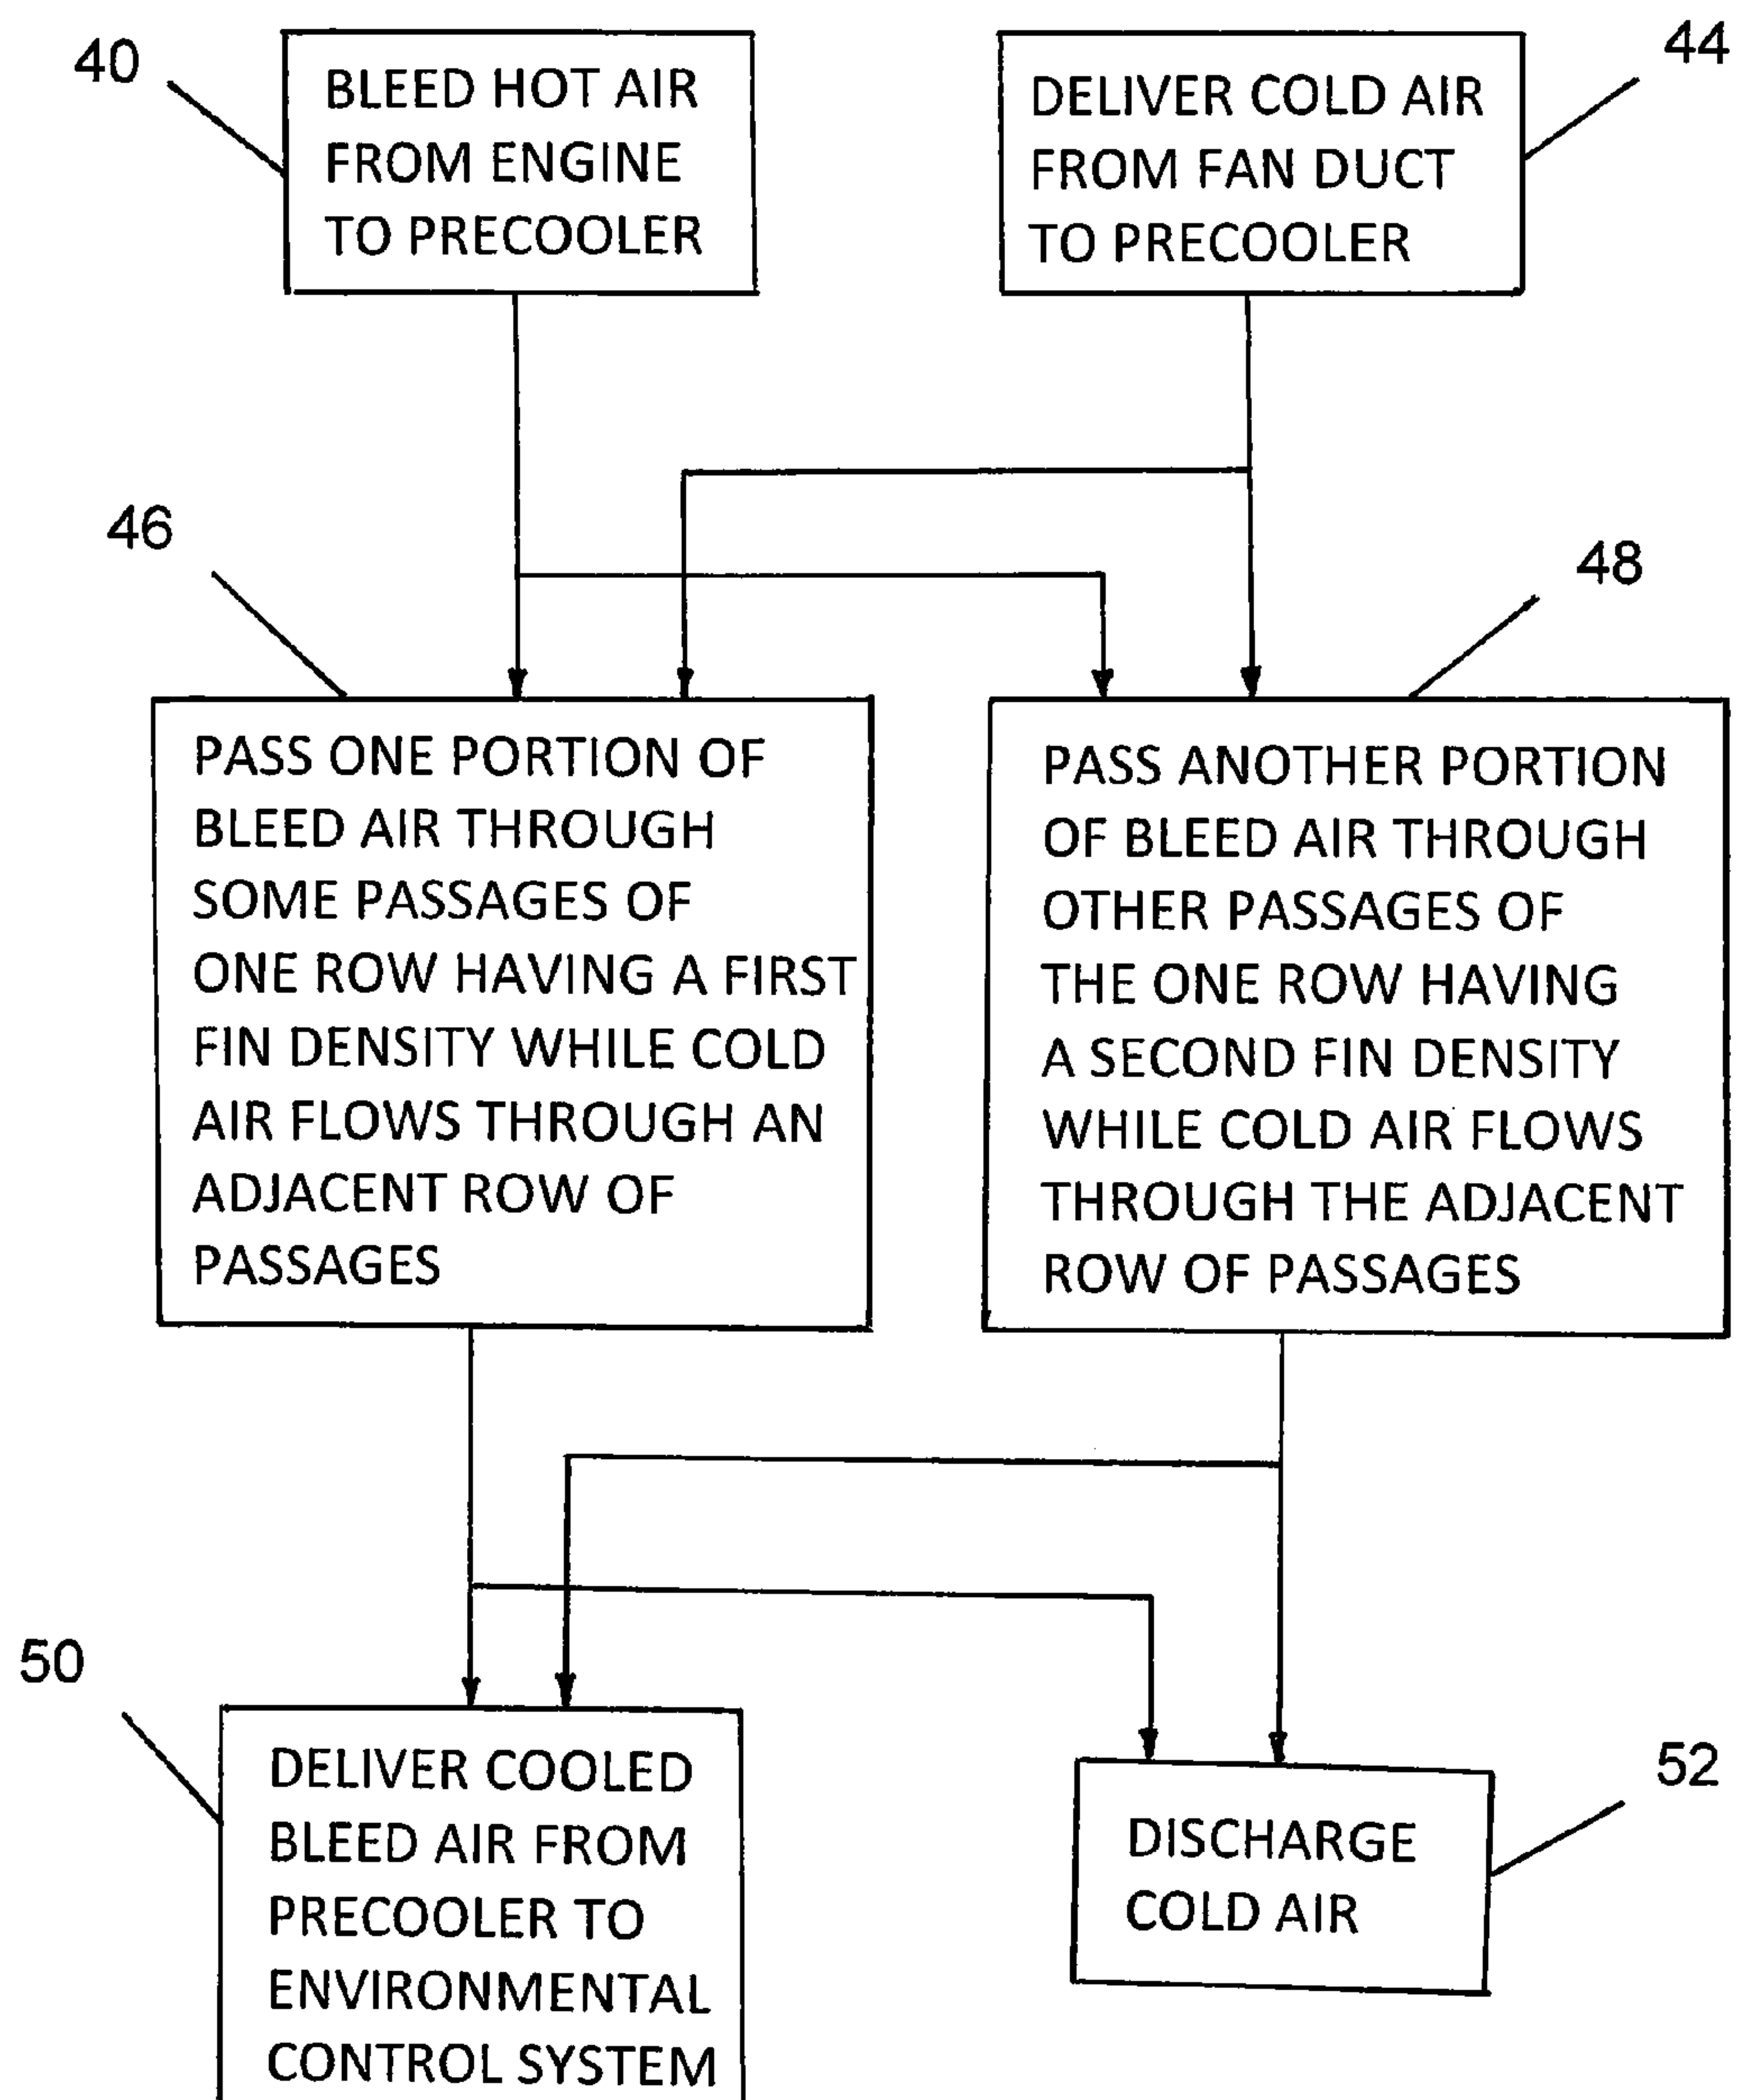 40
BLEED HOT AIR
FROM ENGINE
TO PRECOOLER
44
DELIVER COLD AIR
FROM FAN DUCT
TO PRECOOLER
46
PASS ONE PORTION OF
BLEED AIR THROUGH
SOME PASSAGES OF
ONE ROW HAVING A FIRST
FIN DENSITY WHILE COLD
AIR FLOWS THROUGH AN
ADJACENT ROW OF
PASSAGES
48
PASS ANOTHER PORTION
OF BLEED AIR THROUGH
OTHER PASSAGES OF
THE ONE ROW HAVING
A SECOND FIN DENSITY
WHILE COLD AIR FLOWS
THROUGH THE ADJACENT
ROW OF PASSAGES
50
DELIVER COOLED
BLEED AIR FROM
PRECOOLER TO
ENVIRONMENTAL
CONTROL SYSTEM
52
DISCHARGE
COLD AIR